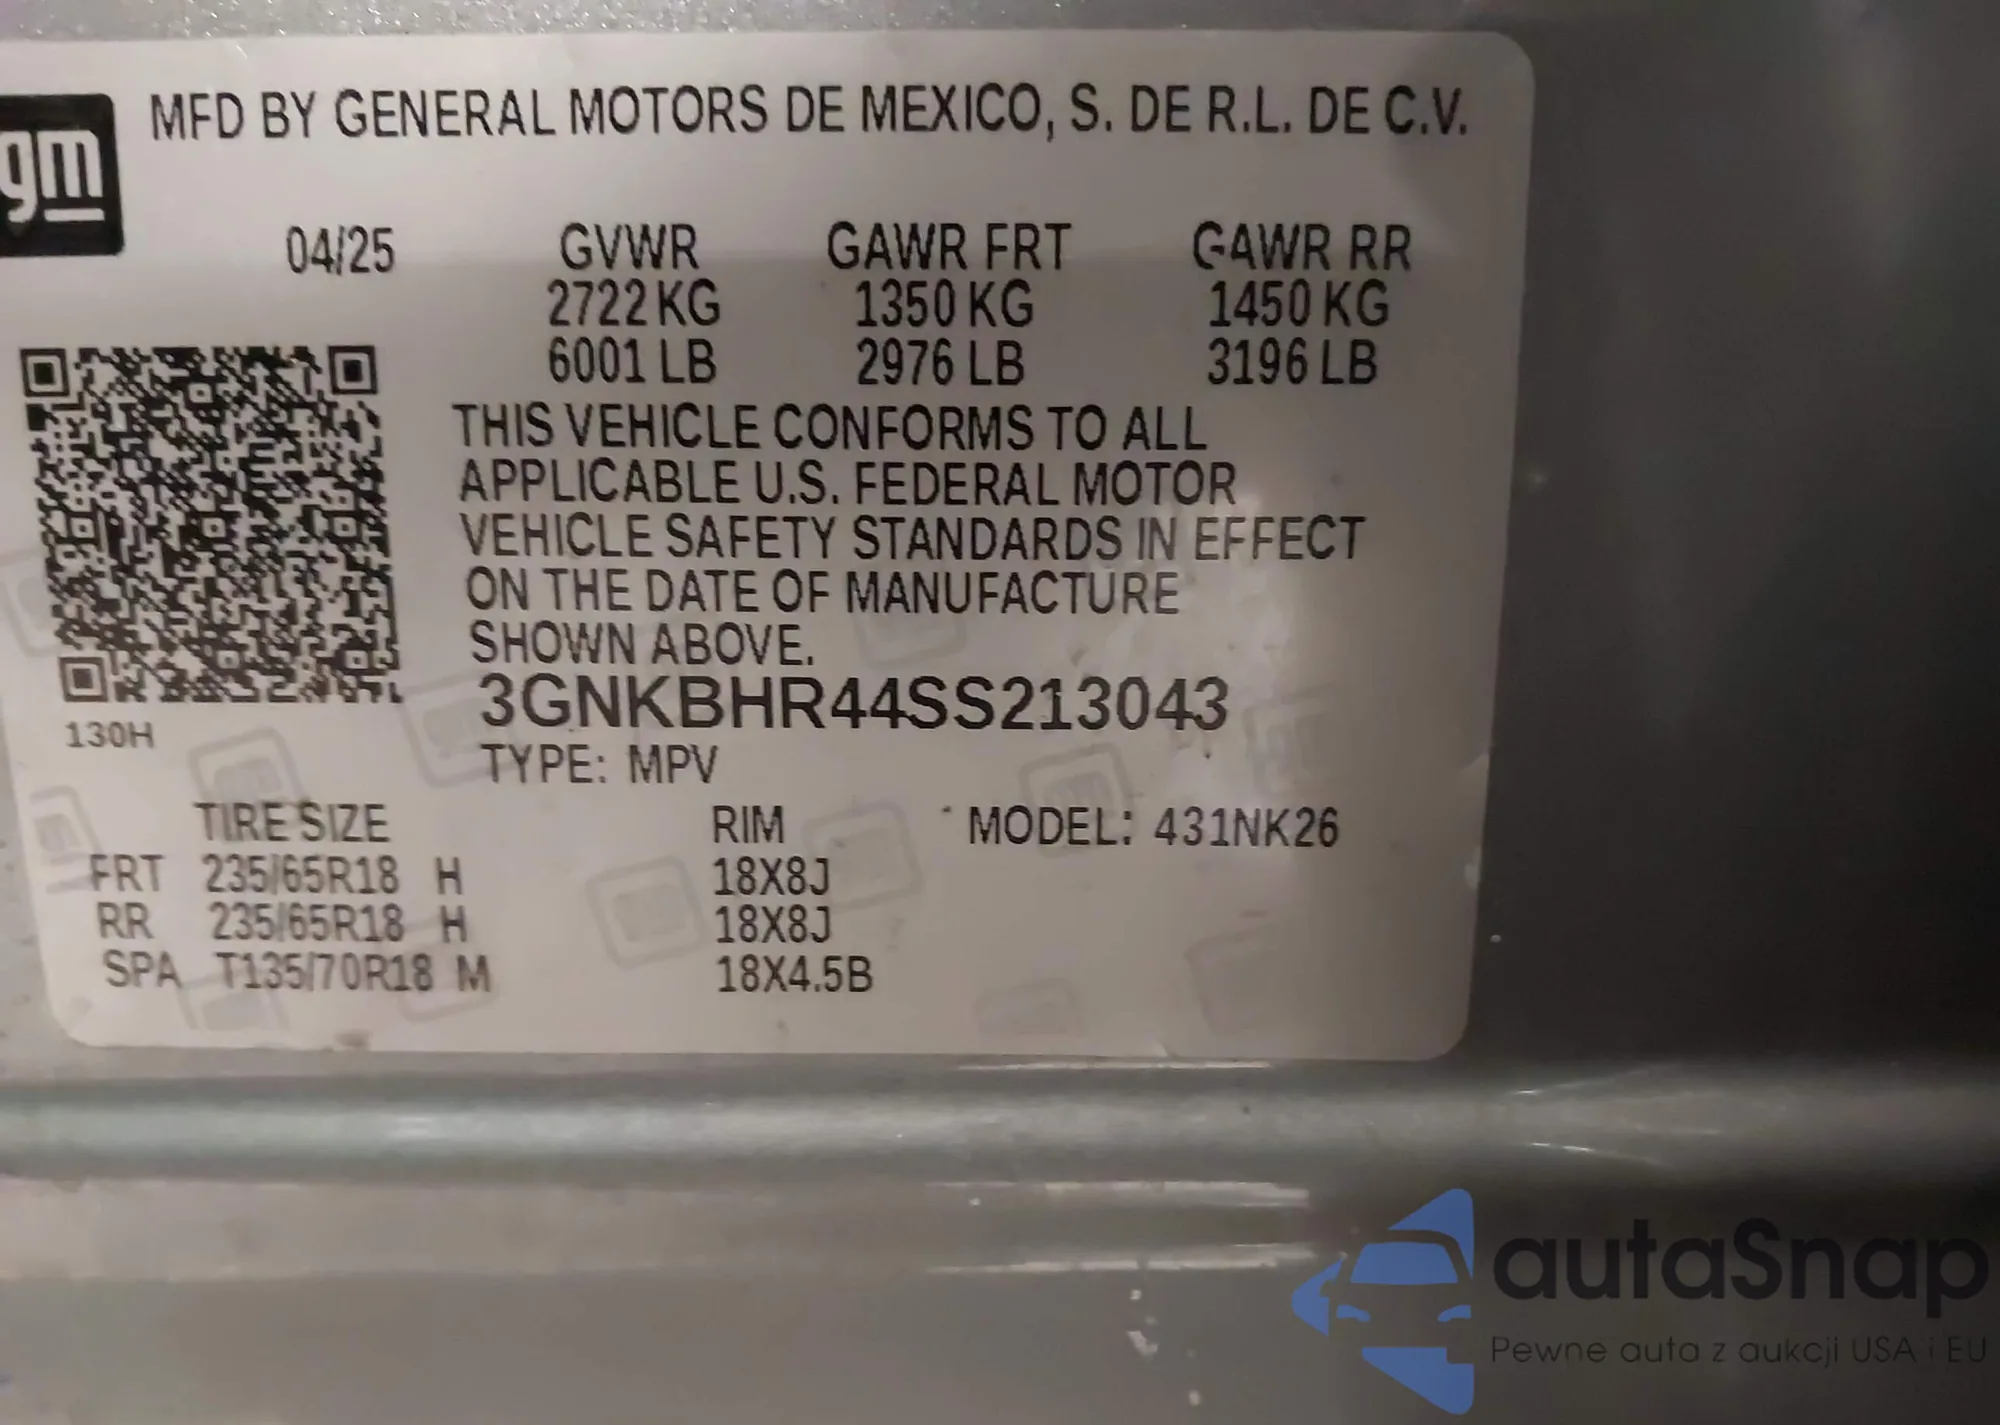 gm
MFD BY GENERAL MOTORS DE MEXICO, S. DE R.L. DE C.V.
04/25 GVWR GAWR FRT GAWR RR
2722 KG 1350 KG 1450 KG
6001 LB 2976 LB 3196 LB
THIS VEHICLE CONFORMS TO ALL
APPLICABLE U.S. FEDERAL MOTOR
VEHICLE SAFETY STANDARDS IN EFFECT
ON THE DATE OF MANUFACTURE
SHOWN ABOVE.
3GNKBHR44SS213043
130H
TYPE: MPV
TIRE SIZE RIM MODEL: 431NK26
FRT 235/65R18 H 18X8J
RR 235/65R18 H 18X8J
SPA T135/70R18 M 18X4.5B
autaSnap
Pewne auta z aukcji USA i EU